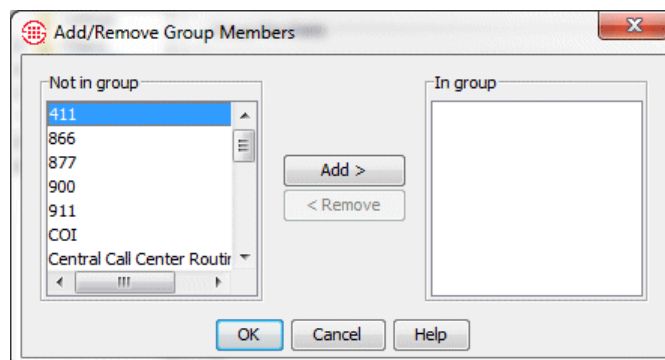 Add/Remove Group Members
Not in group
411
866
877
900
911
COI
Central Call Center Routir
Add >
< Remove
In group
OK
Cancel
Help